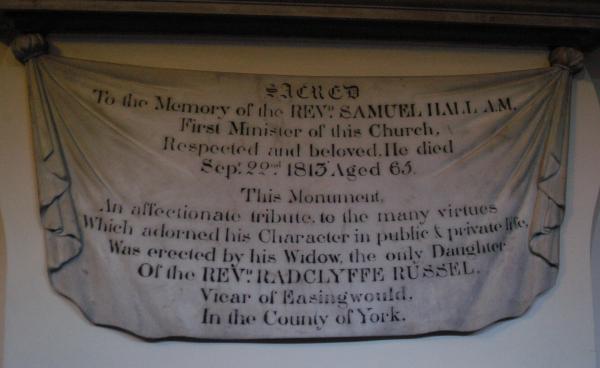 SACRED
To the Memory of the REVD. SAMUEL HALL A.M.
First Minister of this Church,
Respected and beloved. He died
Sepr. 22nd 1813 Aged 65.
This Monument,
An affectionate tribute, to the many virtues
Which adorned his Character in public & private life,
Was erected by his Widow, the only Daughter
Of the REVD. RADCLYFFE RUSSEL.
Vicar of Easingwould,
In the County of York.